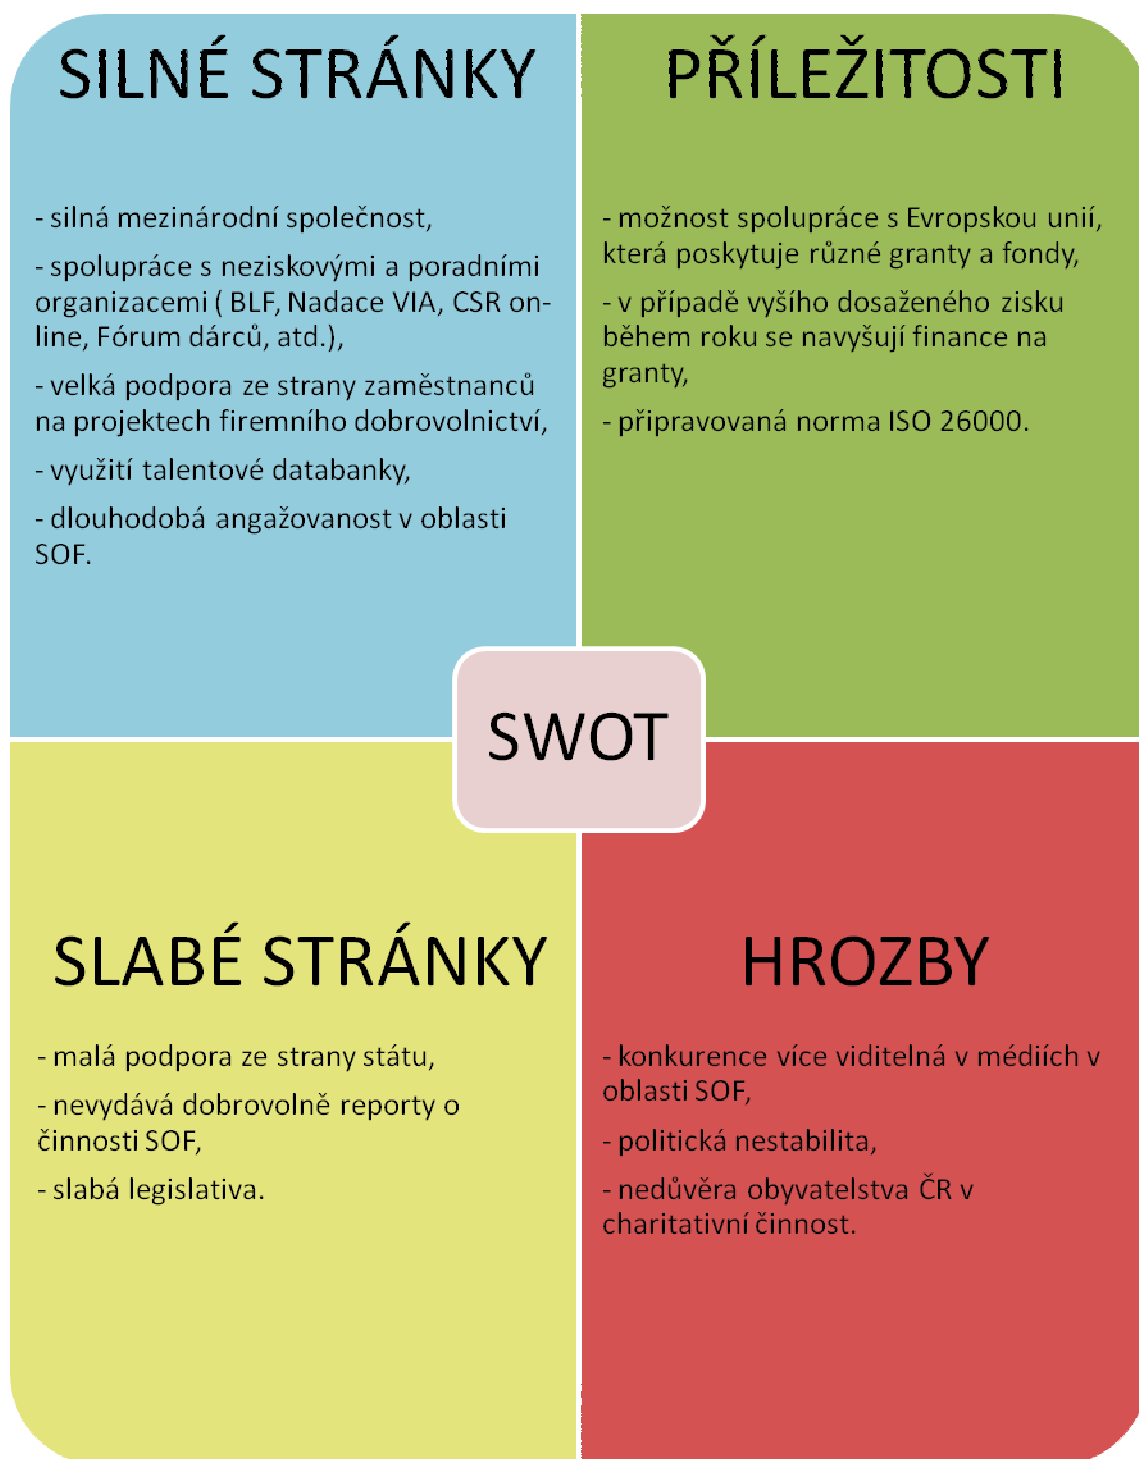 SILNÉ STRÁNKY
- silná mezinárodní společnost,
- spolupráce s neziskovými a poradními
organizacemi ( BLF, Nadace VIA, CSR on-
line, Fórum dárců, atd.),
- velká podpora ze strany zaměstnanců
na projektech firemního dobrovolnictví,
- využití talentové databanky,
- dlouhodobá angažovanost v oblasti
SOF.
PŘÍLEŽITOSTI
- možnost spolupráce s Evropskou unií,
která poskytuje různé granty a fondy,
- v případě vyšího dosaženého zisku
během roku se navyšují finance na
granty,
- připravovaná norma ISO 26000.
SWOT
SLABÉ STRÁNKY
- malá podpora ze strany státu,
- nevydává dobrovolně reporty o
činnosti SOF,
- slabá legislativa.
HROZBY
- konkurence více viditelná v médiích v
oblasti SOF,
- politická nestabilita,
- nedůvěra obyvatelstva ČR v
charitativní činnost.